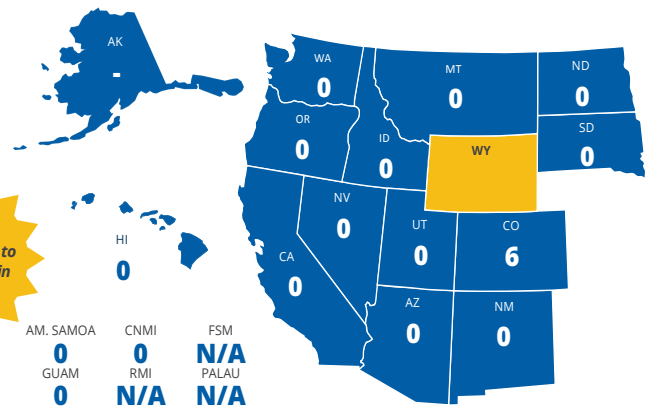 AK
-
WA
0
MT
0
ND
0
OR
0
ID
0
SD
0
WY
NV
0
UT
0
CO
6
HI
0
CA
0
AZ
0
NM
0
to
in
AM. SAMOA CNMI FSM
0 0 N/A
GUAM RMI PALAU
0 N/A N/A